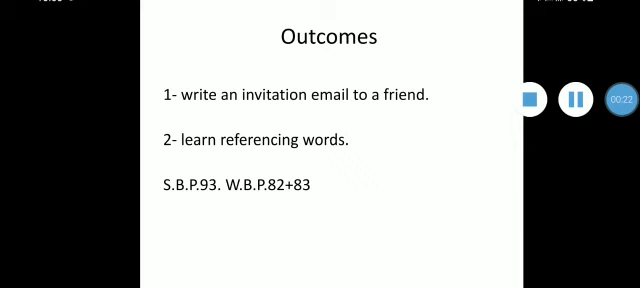 Outcomes
1- write an invitation email to a friend.
2- learn referencing words.
S.B.P.93. W.B.P.82+83
00:22